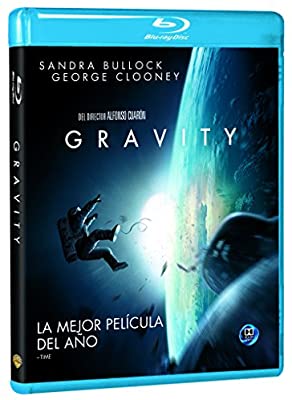 Blu-ray Disc
SANDRA BULLOCK
GEORGE CLOONEY
DEL DIRECTOR ALFONSO CUARÓN
GRAVITY
LA MEJOR PELÍCULA
DEL AÑO
–TIME
GRAVITY